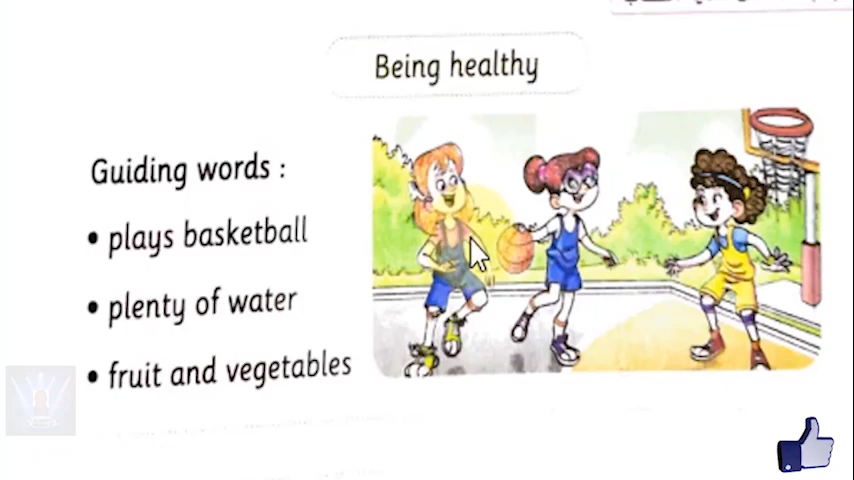 Being healthy
Guiding words :
• plays basketball
• plenty of water
• fruit and vegetables